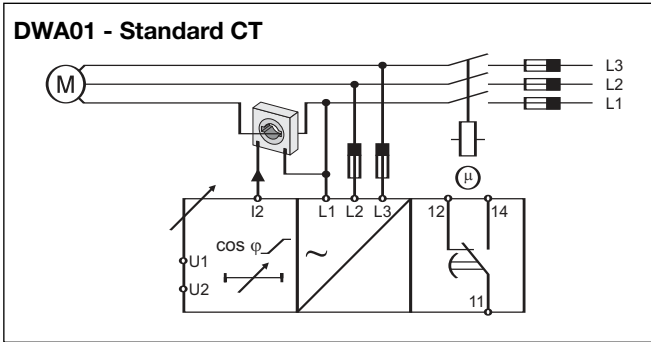 DWA01 - Standard CT
L3
M
L2
L1
μ
I2
L1
L2
L3
12
14
cos φ
~
U1
U2
11